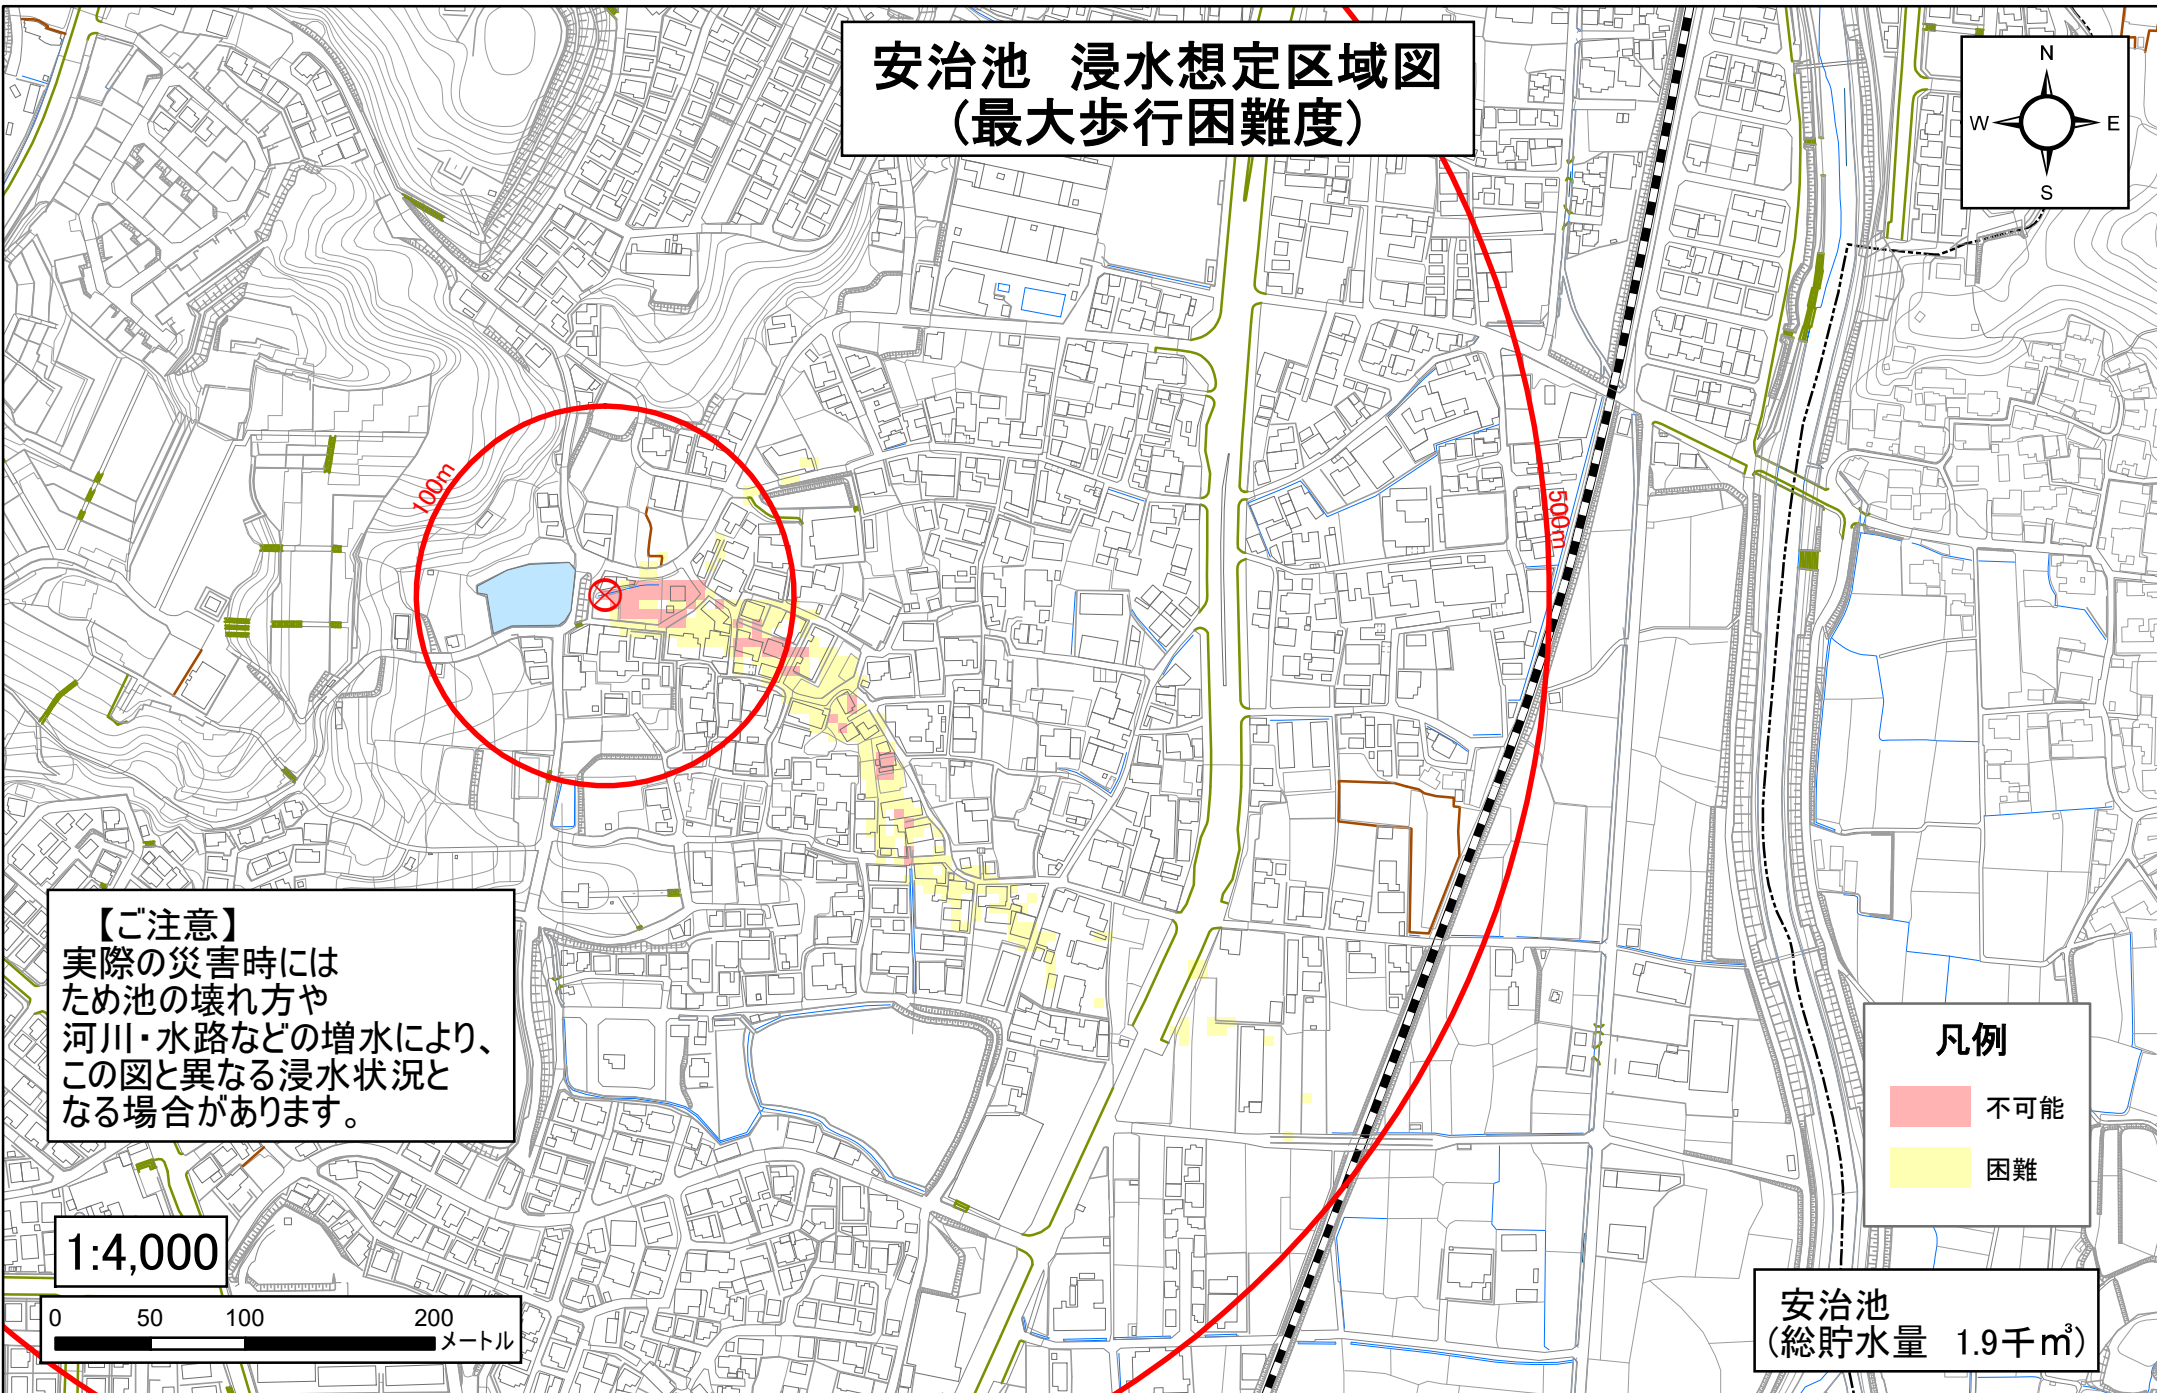 安治池 浸水想定区域図
(最大歩行困難度)
N
W
E
S
100m
500m
【ご注意】
実際の災害時には
ため池の壊れ方や
河川・水路などの増水により、
この図と異なる浸水状況と
なる場合があります。
凡例
不可能
困難
1:4,000
0 50 100 200
メートル
安治池
(総貯水量 1.9千㎥)